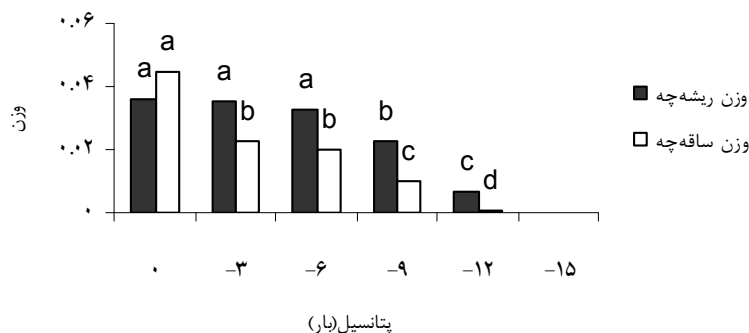 ۰.۰۶
۰.۰۴
۰.۰۲
۰
وزن
a a a b a b b c c d
وزن ریشه‌چه
وزن ساقه‌چه
۰ -۳ -۶ -۹ -۱۲ -۱۵
پتانسیل(بار)